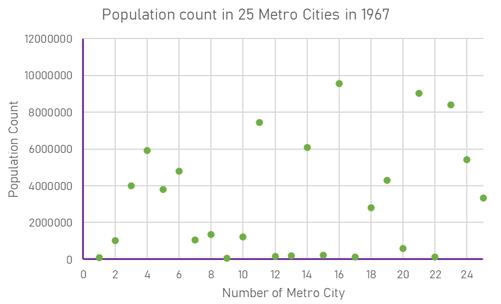 Population count in 25 Metro Cities in 1967
12000000
10000000
8000000
6000000
4000000
2000000
0
Population Count
0 2 4 6 8 10 12 14 16 18 20 22 24
Number of Metro City